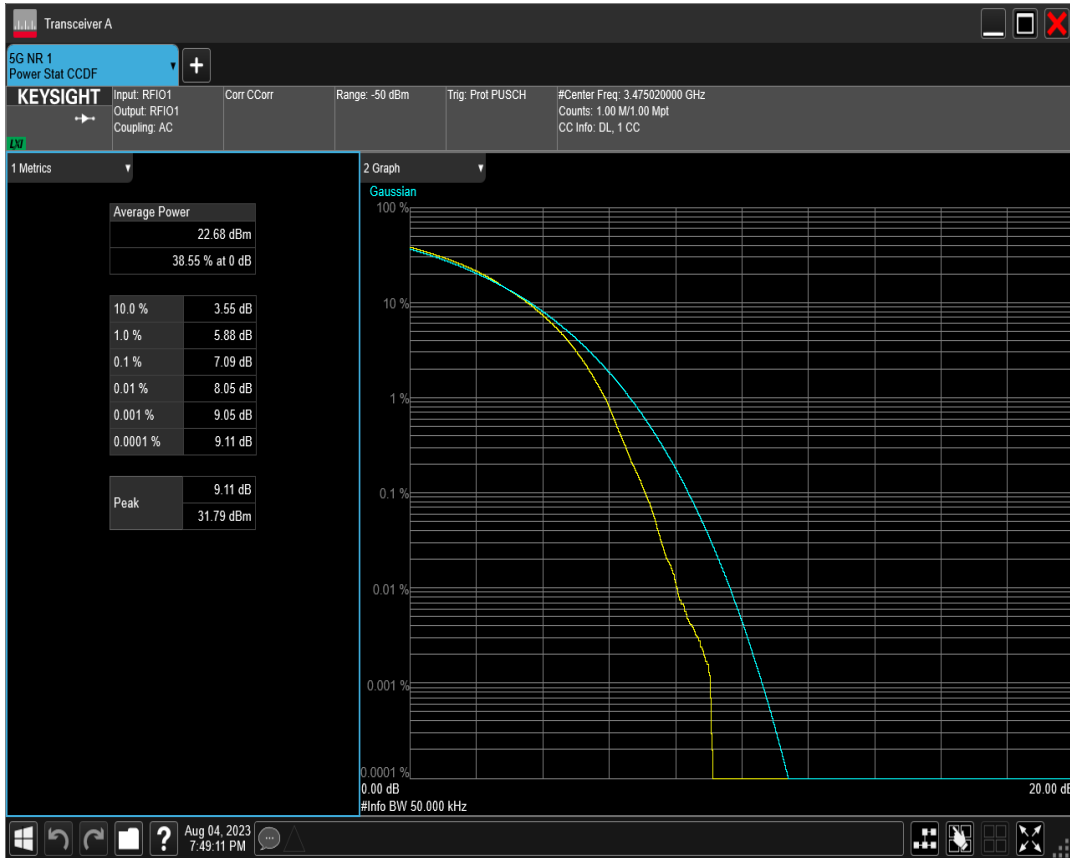 Transceiver A
5G NR 1
Power Stat CCDF
KEYSIGHT
LXI
Input: RFIO1
Output: RFIO1
Coupling: AC
Corr CCorr
Range: -50 dBm
Trig: Prot PUSCH
#Center Freq: 3.475020000 GHz
Counts: 1.00 M/1.00 Mpt
CC Info: DL, 1 CC
1 Metrics
Average Power
22.68 dBm
38.55 % at 0 dB
10.0 % 3.55 dB
1.0 % 5.88 dB
0.1 % 7.09 dB
0.01 % 8.05 dB
0.001 % 9.05 dB
0.0001 % 9.11 dB
Peak
9.11 dB
31.79 dBm
2 Graph
Gaussian
100 %
10 %
1 %
0.1 %
0.01 %
0.001 %
0.0001 %
0.00 dB
20.00 dB
#Info BW 50.000 kHz
?
Aug 04, 2023
7:49:11 PM